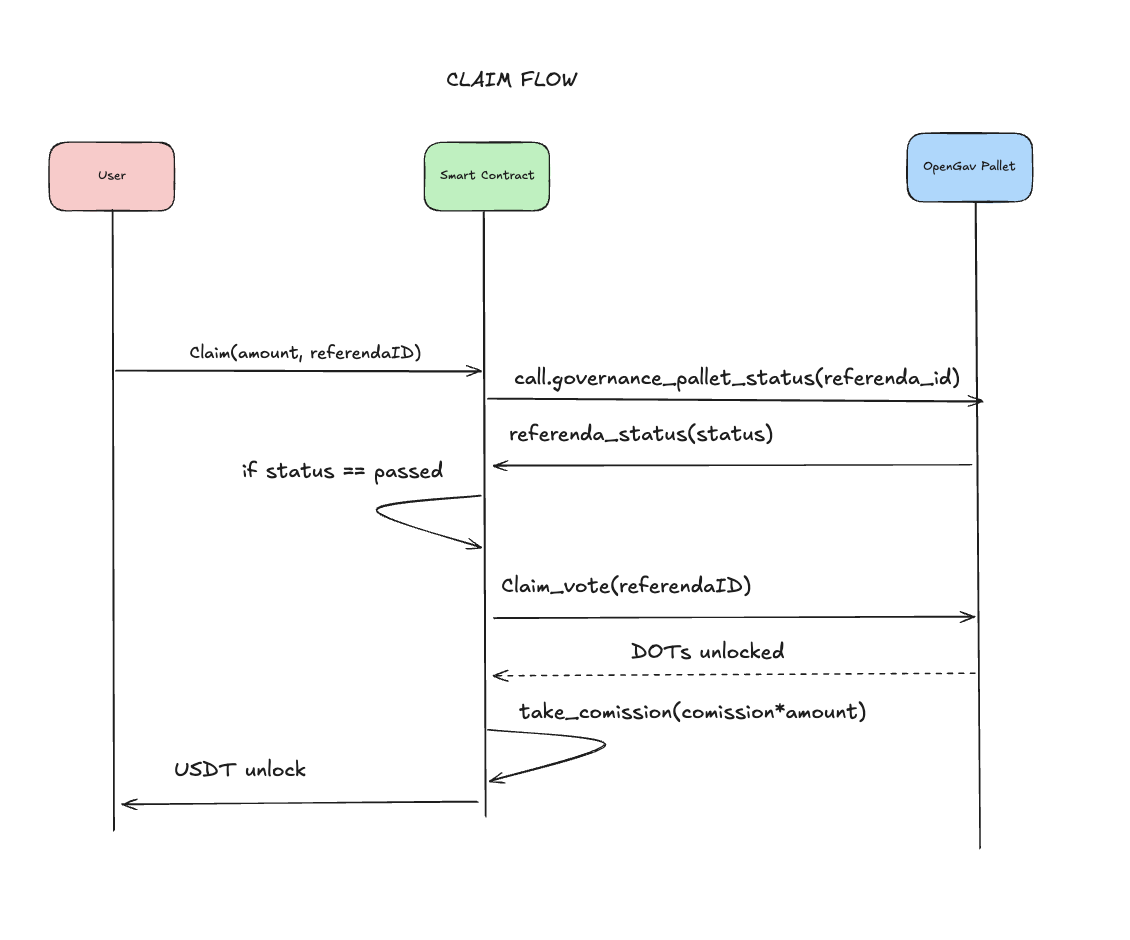 CLAIM FLOW
User
Smart Contract
OpenGav Pallet
Claim(amount, referendaID)
call.governance_pallet_status(referenda_id)
referenda_status(status)
if status == passed
Claim_vote(referendaID)
DOTs unlocked
take_comission(comission*amount)
USDT unlock